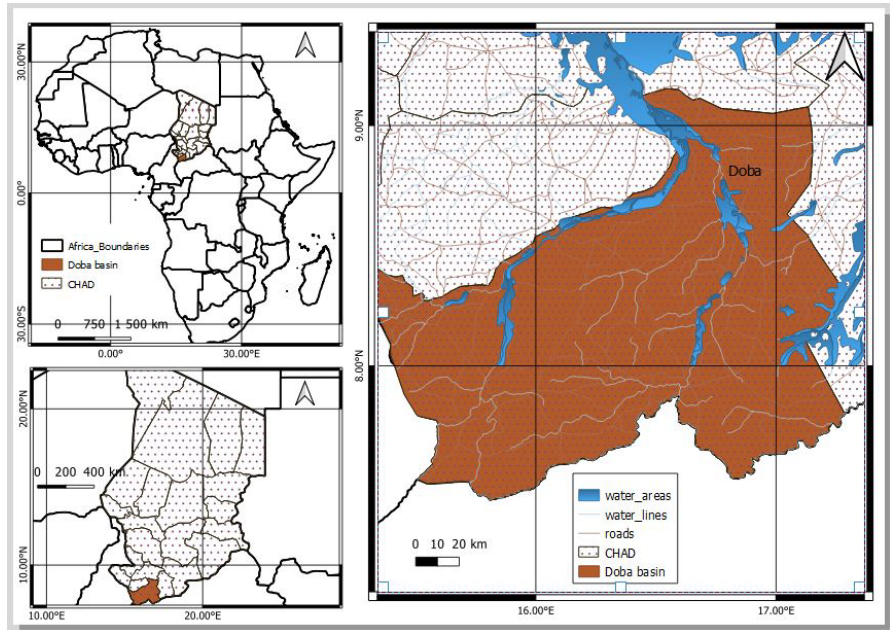 30.00°N
0.00°
30.00°S
Africa_Boundaries
Doba basin
CHAD
0 750 1 500 km
0.00° 30.00°E
20.00°N
10.00°N
0 200 400 km
10.00°E 20.00°E
9.00°N
8.00°N
Doba
water_areas
water_lines
roads
CHAD
Doba basin
0 10 20 km
16.00°E 17.00°E